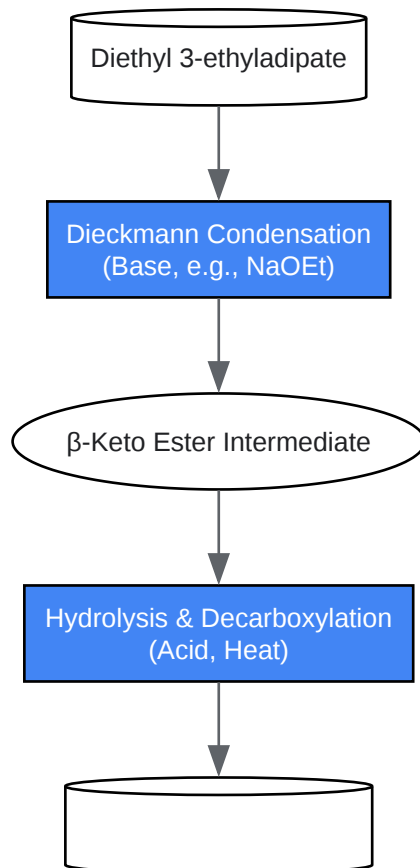 Diethyl 3-ethyladipate
Dieckmann Condensation
(Base, e.g., NaOEt)
β-Keto Ester Intermediate
Hydrolysis & Decarboxylation
(Acid, Heat)